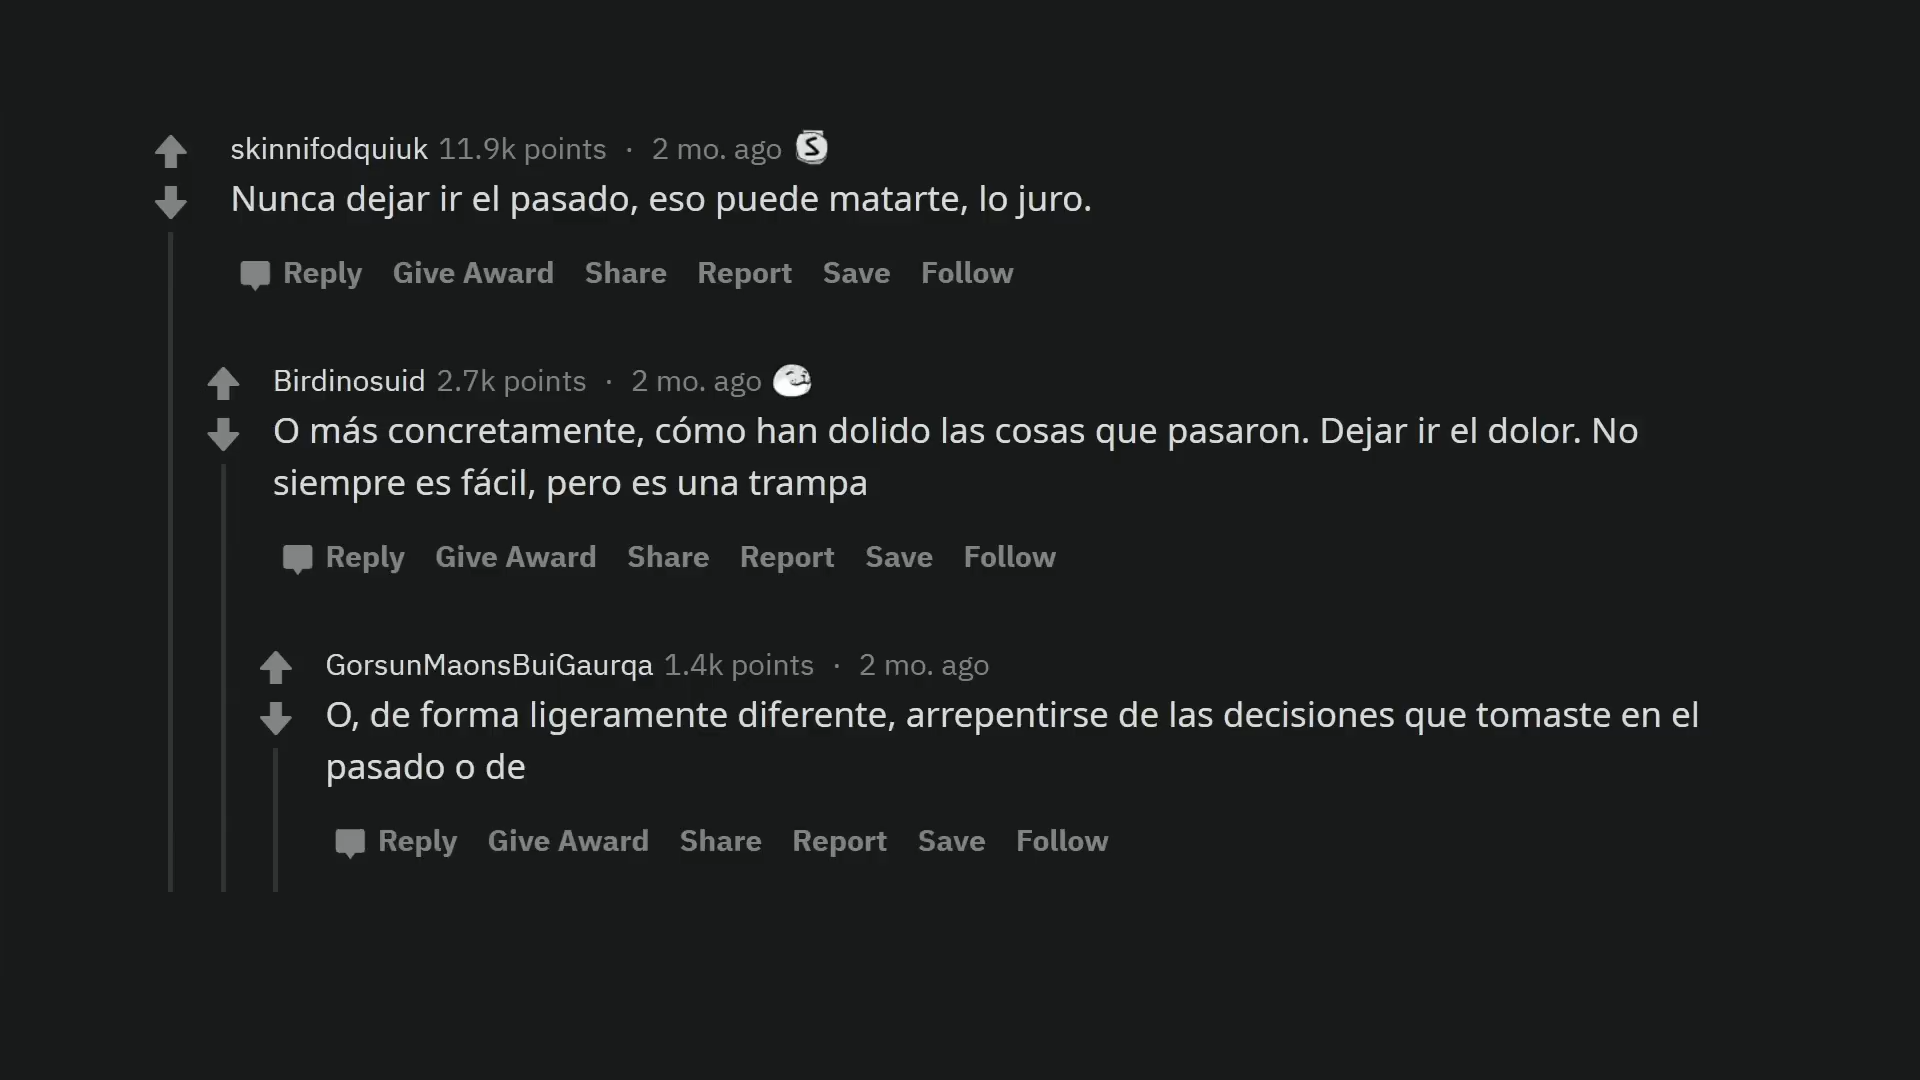 skinnifodquiuk 11.9k points · 2 mo. ago
Nunca dejar ir el pasado, eso puede matarte, lo juro.
Reply Give Award Share Report Save Follow
Birdinosuid 2.7k points · 2 mo. ago
O más concretamente, cómo han dolido las cosas que pasaron. Dejar ir el dolor. No
siempre es fácil, pero es una trampa
Reply Give Award Share Report Save Follow
GorsunMaonsBuiGaurqa 1.4k points · 2 mo. ago
O, de forma ligeramente diferente, arrepentirse de las decisiones que tomaste en el
pasado o de
Reply Give Award Share Report Save Follow